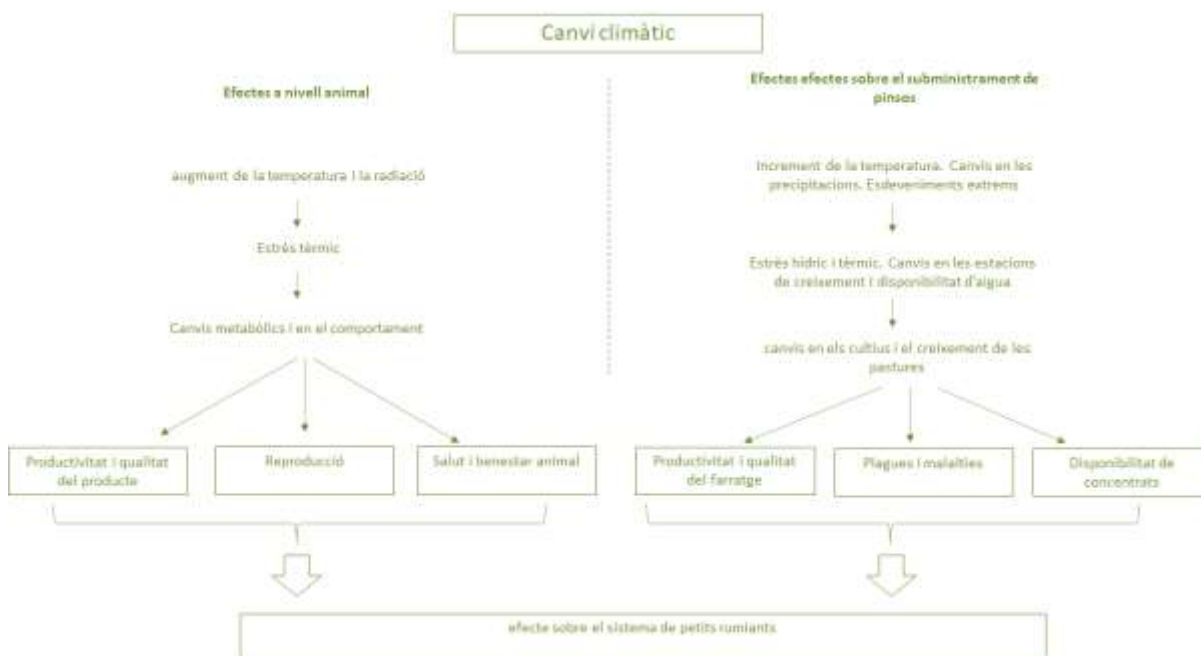 Canvi climàtic
Efectes a nivell animal
augment de la temperatura i la radiació
Estrés tèrmic
Canvis metabòlics i en el comportament
Productivitat i qualitat
del producte
Reproducció
Salut i benestar animal
Efectes efectes sobre el subministrament de
pinsos
Increment de la temperatura. Canvis en les
precipitacions. Esdeveniments extrems
Estrés hídric i tèrmic. Canvis en les estacions
de creixement i disponibilitat d'aigua
canvis en els cultius i el creixement de les
pastures
Productivitat i qualitat
del farratge
Plagues i malalties
Disponibilitat de
concentrats
efecte sobre el sistema de petits rumiants